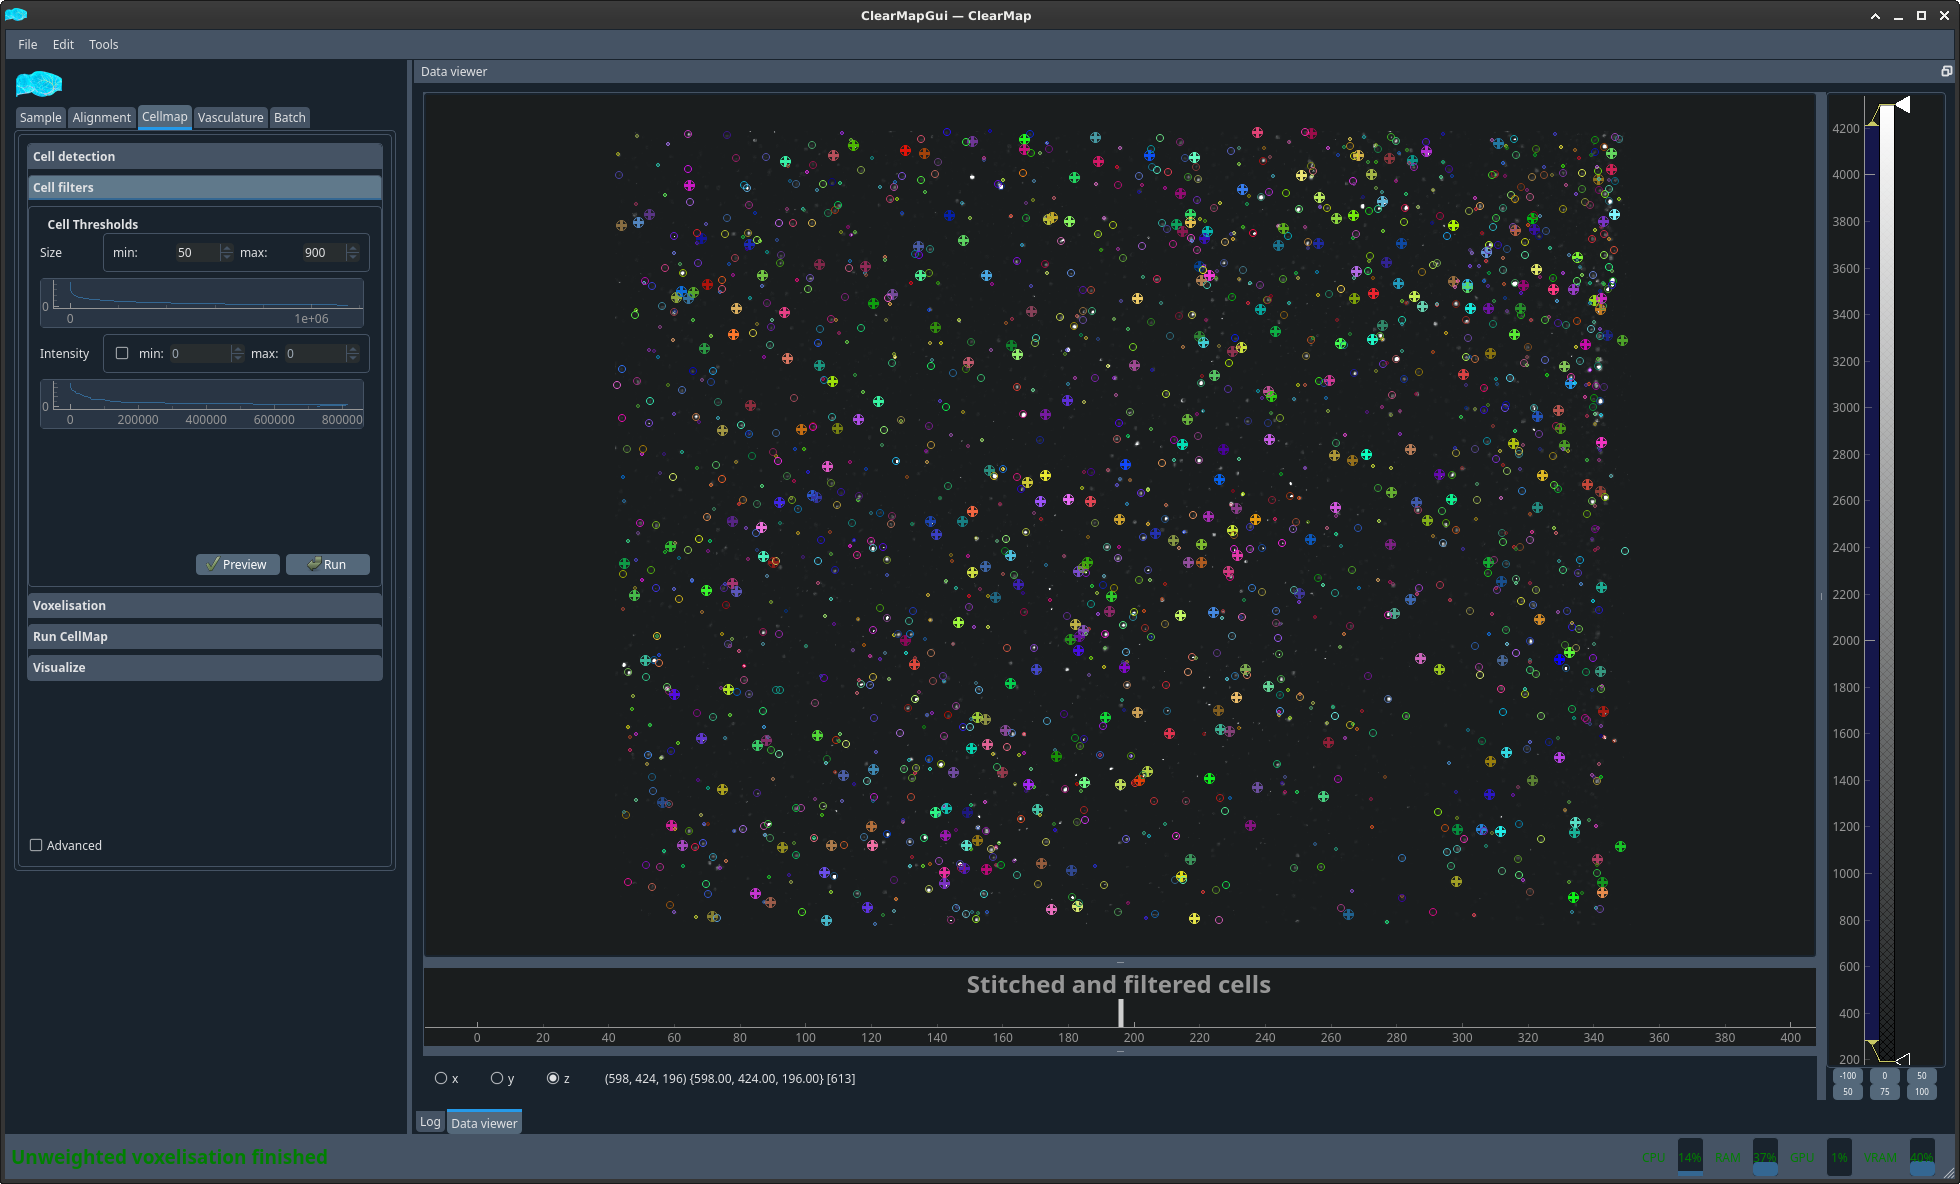 ClearMapGui — ClearMap
File Edit Tools
Data viewer
Sample Alignment Cellmap Vasculature Batch
Cell detection
Cell filters
Cell Thresholds
Size min: 50 max: 900
0
0 1e+06
Intensity min: 0 max: 0
0
0 200000 400000 600000 800000
Preview Run
Voxelisation
Run CellMap
Visualize
Advanced
4200
4000
3800
3600
3400
3200
3000
2800
2600
2400
2200
2000
1800
1600
1400
1200
1000
800
600
400
200
Stitched and filtered cells
0 20 40 60 80 100 120 140 160 180 200 220 240 260 280 300 320 340 360 380 400
x y z (598, 424, 196) {598.00, 424.00, 196.00} [613]
-100 0 50
50 75 100
Log Data viewer
Unweighted voxelisation finished
CPU 14% RAM 37% GPU 1% VRAM 40%